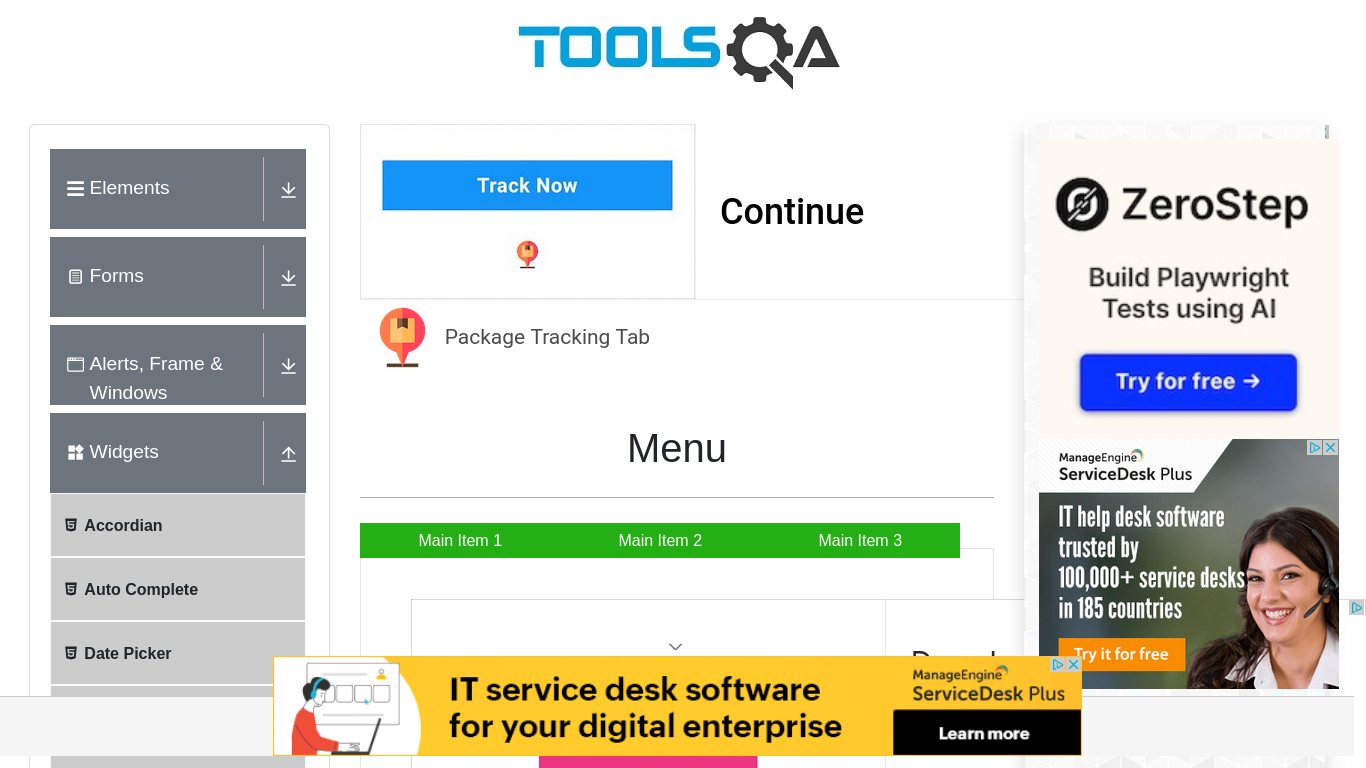 TOOLSQA
Elements
Forms
Alerts, Frame &
Windows
Widgets
Accordian
Auto Complete
Date Picker
Track Now
Continue
Package Tracking Tab
Menu
Main Item 1
Main Item 2
Main Item 3
ZeroStep
Build Playwright
Tests using AI
Try for free →
ManageEngine
ServiceDesk Plus
IT help desk software
trusted by
100,000+ service desks
in 185 countries
Try it for free
IT service desk software
for your digital enterprise
ManageEngine
ServiceDesk Plus
Learn more